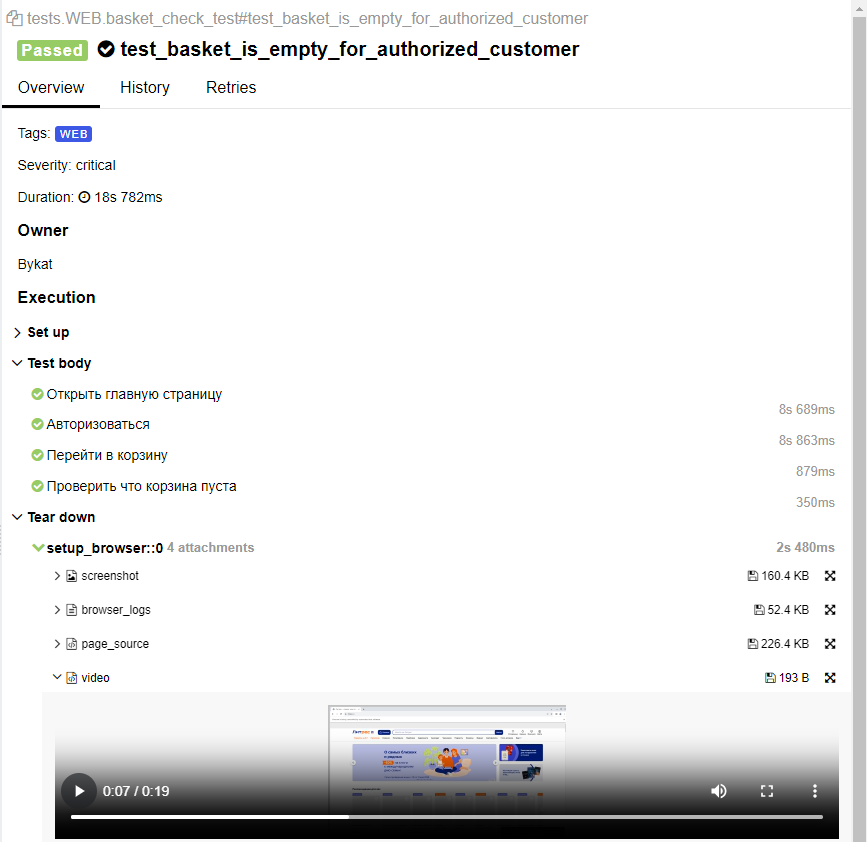 tests.WEB.basket_check_test#test_basket_is_empty_for_authorized_customer
Passed test_basket_is_empty_for_authorized_customer
Overview History Retries
Tags: WEB
Severity: critical
Duration: 18s 782ms
Owner
Bykat
Execution
Set up
Test body
Открыть главную страницу
8s 689ms
Авторизоваться
8s 863ms
Перейти в корзину
879ms
Проверить что корзина пуста
350ms
Tear down
setup_browser::0 4 attachments 2s 480ms
screenshot 160.4 KB
browser_logs 52.4 KB
page_source 226.4 KB
video 193 B
0:07 / 0:19